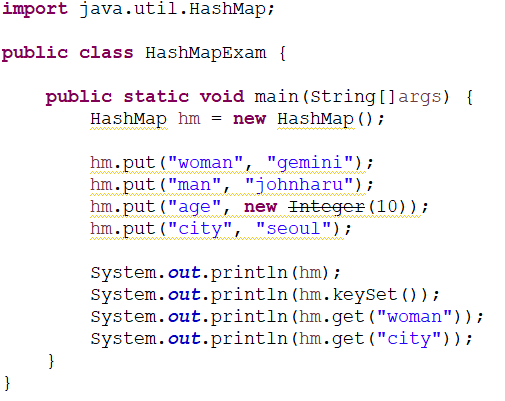 import java.util.HashMap;
public class HashMapExam {
public static void main(String[]args) {
HashMap hm = new HashMap();
hm.put("woman", "gemini");
hm.put("man", "johnharu");
hm.put("age", new Integer(10));
hm.put("city", "seoul");
System.out.println(hm);
System.out.println(hm.keySet());
System.out.println(hm.get("woman"));
System.out.println(hm.get("city"));
}
}